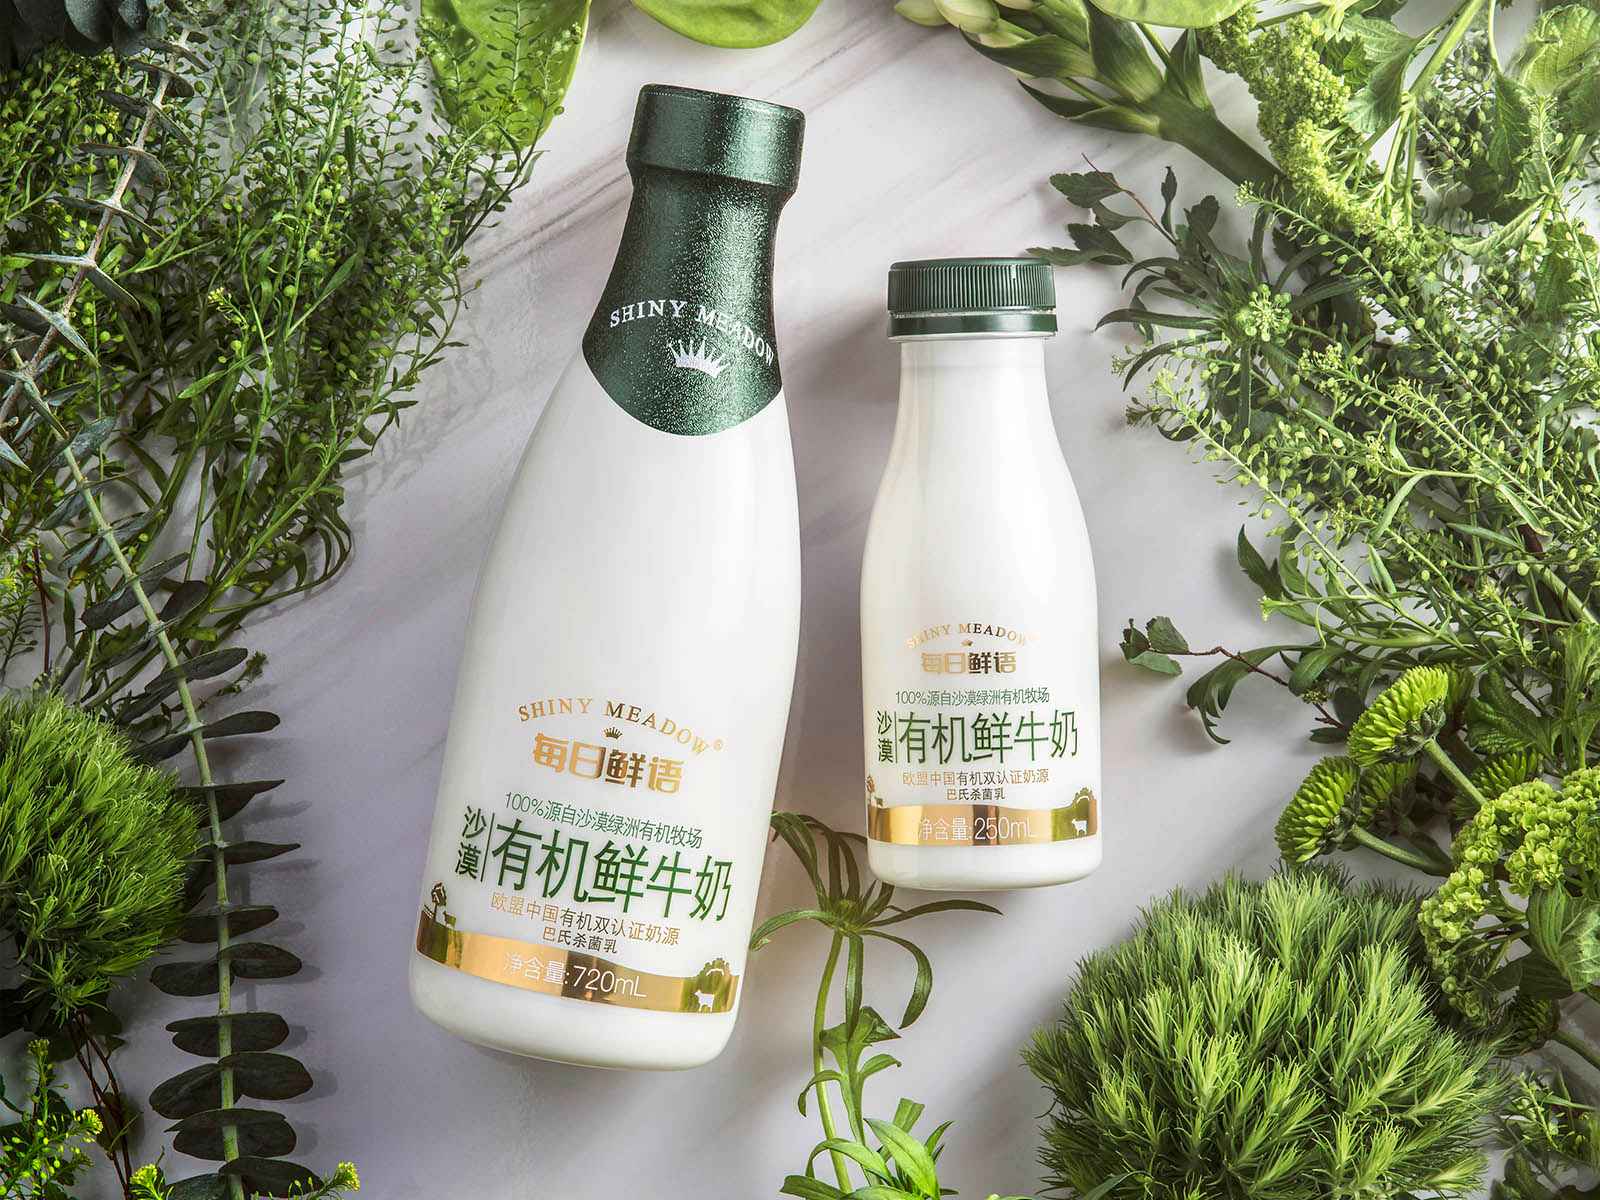 SHINY MEADOW
SHINY MEADOW®
每日鲜语
100%源自沙漠绿洲有机牧场
沙漠|有机鲜牛奶
欧盟中国有机双认证奶源
巴氏杀菌乳
净含量:720mL
SHINY MEADOW®
每日鲜语
100%源自沙漠绿洲有机牧场
沙漠|有机鲜牛奶
欧盟中国有机双认证奶源
巴氏杀菌乳
净含量:250mL